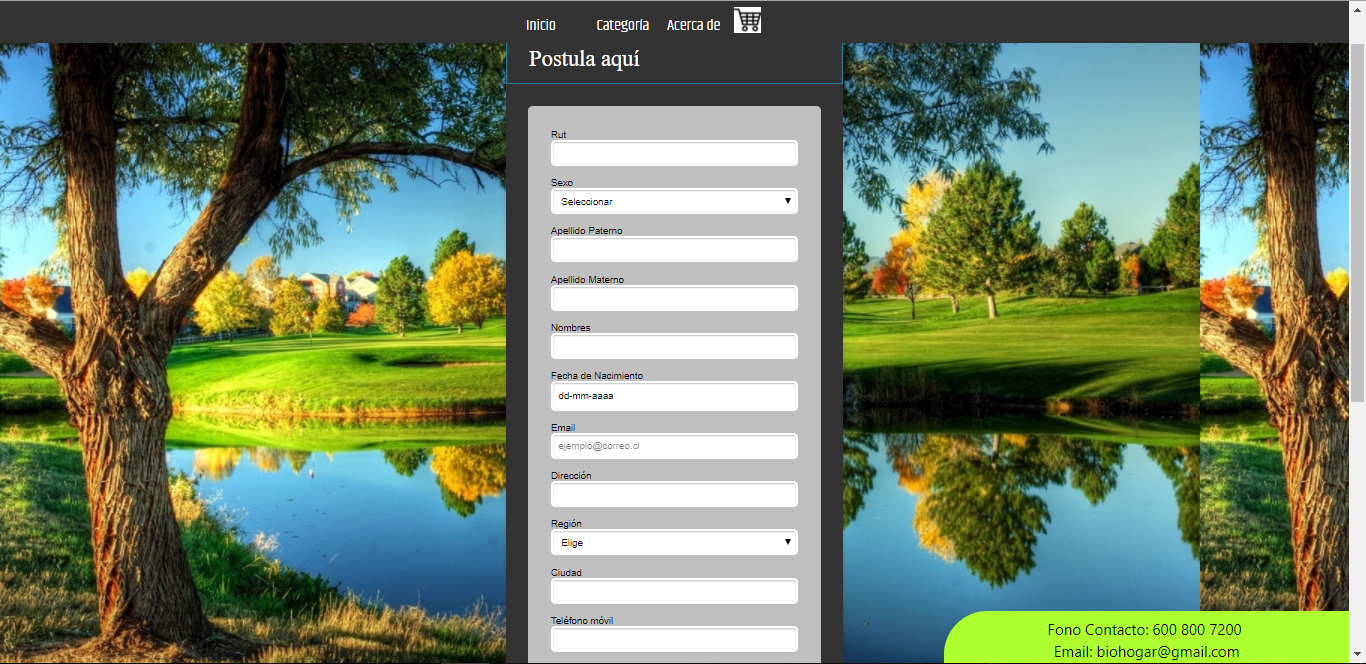 Inicio
Categoría
Acerca de
Postula aquí
Rut
Sexo
Seleccionar
Apellido Paterno
Apellido Materno
Nombres
Fecha de Nacimiento
dd-mm-aaaa
Email
ejemplo@correo.cl
Dirección
Región
Elige
Ciudad
Teléfono móvil
Fono Contacto: 600 800 7200
Email: biohogar@gmail.com